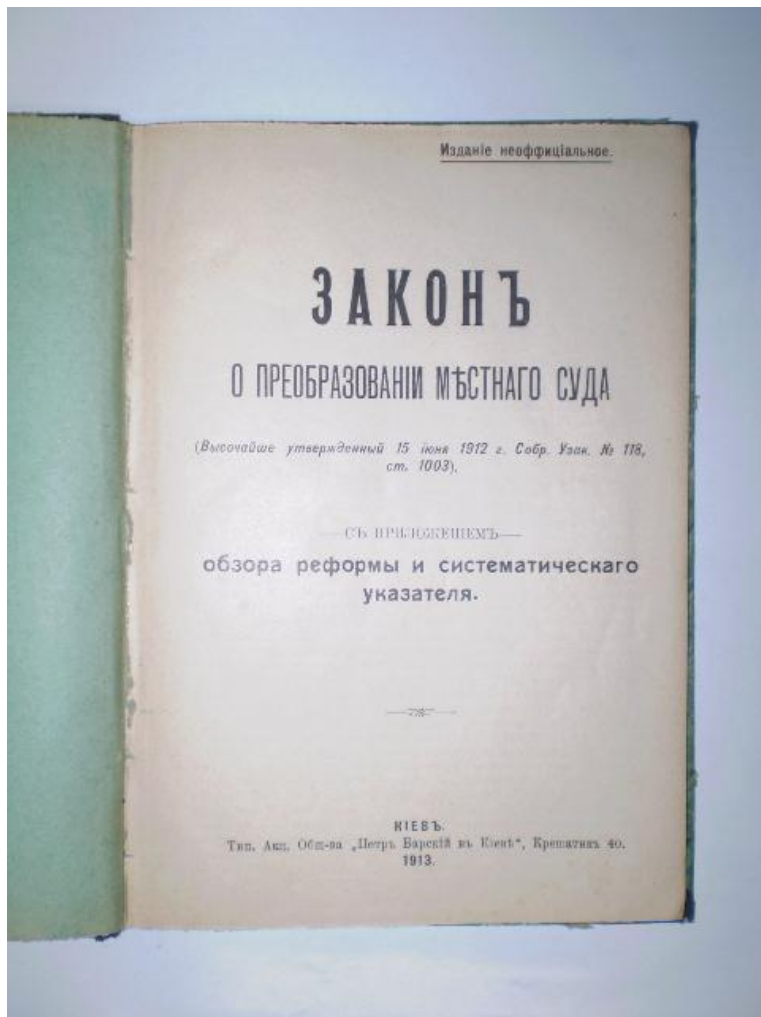 Изданіе неоффиціальное.
ЗАКОНЪ
О ПРЕОБРАЗОВАНІИ МѢСТНАГО СУДА
(Высочайше утвержденный 15 іюня 1912 г. Собр. Узак. № 118,
ст. 1003).
СЪ ПРИЛОЖЕНІЕМЪ
обзора реформы и систематическаго
указателя.
КІЕВЪ.
Тип. Акц. Общ-ва „Петръ Барскій въ Кіевѣ“, Крещатикъ 40.
1913.